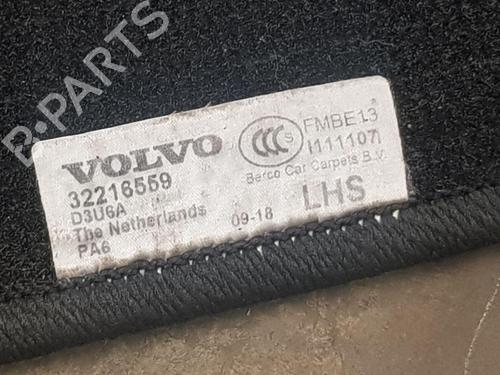 VOLVO
32216559
D3U6A
The Netherlands
PA6
09-18
CCC S
FMBE13
I111107
Berco Car Carpets B.V.
LHS
B-PARTS